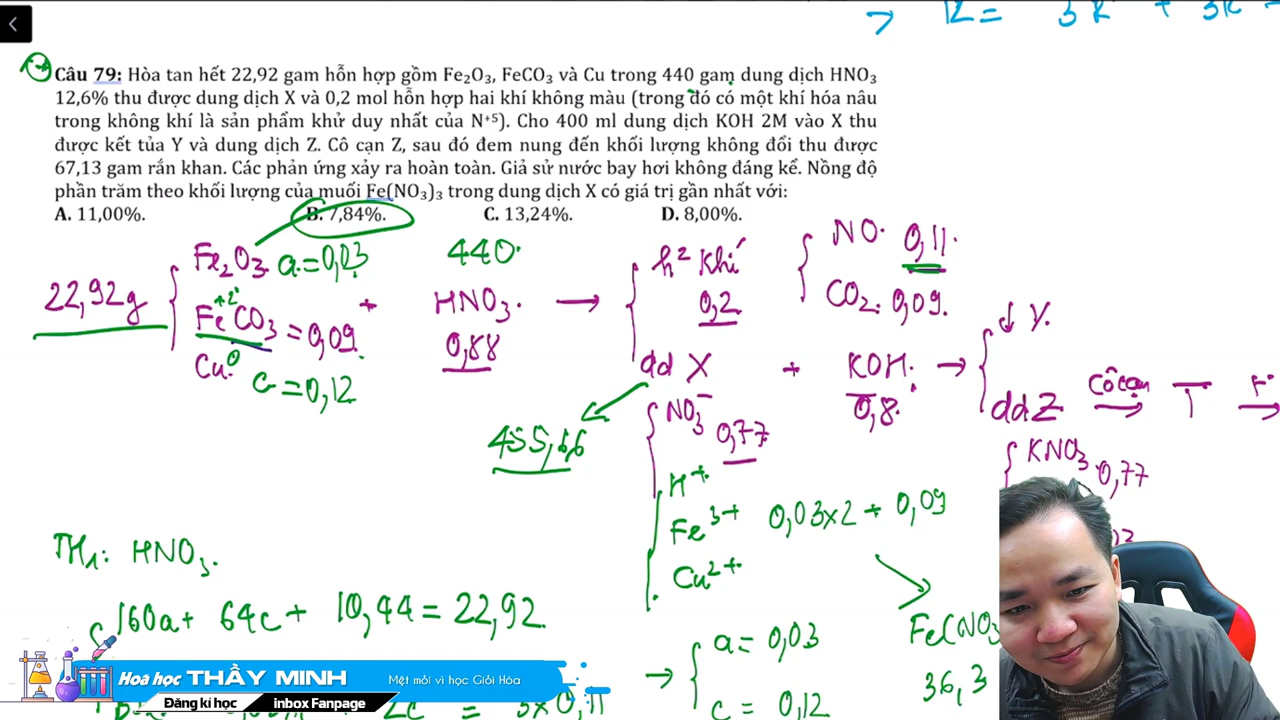 → 12 = 3x + 3x
Câu 79: Hòa tan hết 22,92 gam hỗn hợp gồm Fe₂O₃, FeCO₃ và Cu trong 440 gam dung dịch HNO₃
12,6% thu được dung dịch X và 0,2 mol hỗn hợp hai khí không màu (trong đó có một khí hóa nâu
trong không khí là sản phẩm khử duy nhất của N⁺⁵). Cho 400 ml dung dịch KOH 2M vào X thu
được kết tủa Y và dung dịch Z. Cô cạn Z, sau đó đem nung đến khối lượng không đổi thu được
67,13 gam rắn khan. Các phản ứng xảy ra hoàn toàn. Giả sử nước bay hơi không đáng kể. Nồng độ
phần trăm theo khối lượng của muối Fe(NO₃)₃ trong dung dịch X có giá trị gần nhất với:
A. 11,00%. B. 7,84%. C. 13,24%. D. 8,00%.
22,92g
Fe₂O₃ a = 0,03
+2
FeCO₃ = 0,09
Cu⁰ c = 0,12
+
440
HNO₃
0,88
→
h² khí
0,2
NO 0,11
CO₂ 0,09
dd X + KOH →
0,8
↓ Y
dd Z cô cạn → T →
455,66
NO₃⁻ 0,77
H⁺
Fe³⁺ 0,03x2 + 0,09
Cu²⁺
KNO₃ 0,77
TH₁: HNO₃
160a + 64c + 10,44 = 22,92
2c = 3x0,11
→ a = 0,03
c = 0,12
Fe(NO₃
36,3
Hoá học THẦY MINH
Mệt mỏi vì học Giỏi Hóa
Đăng kí học inbox Fanpage